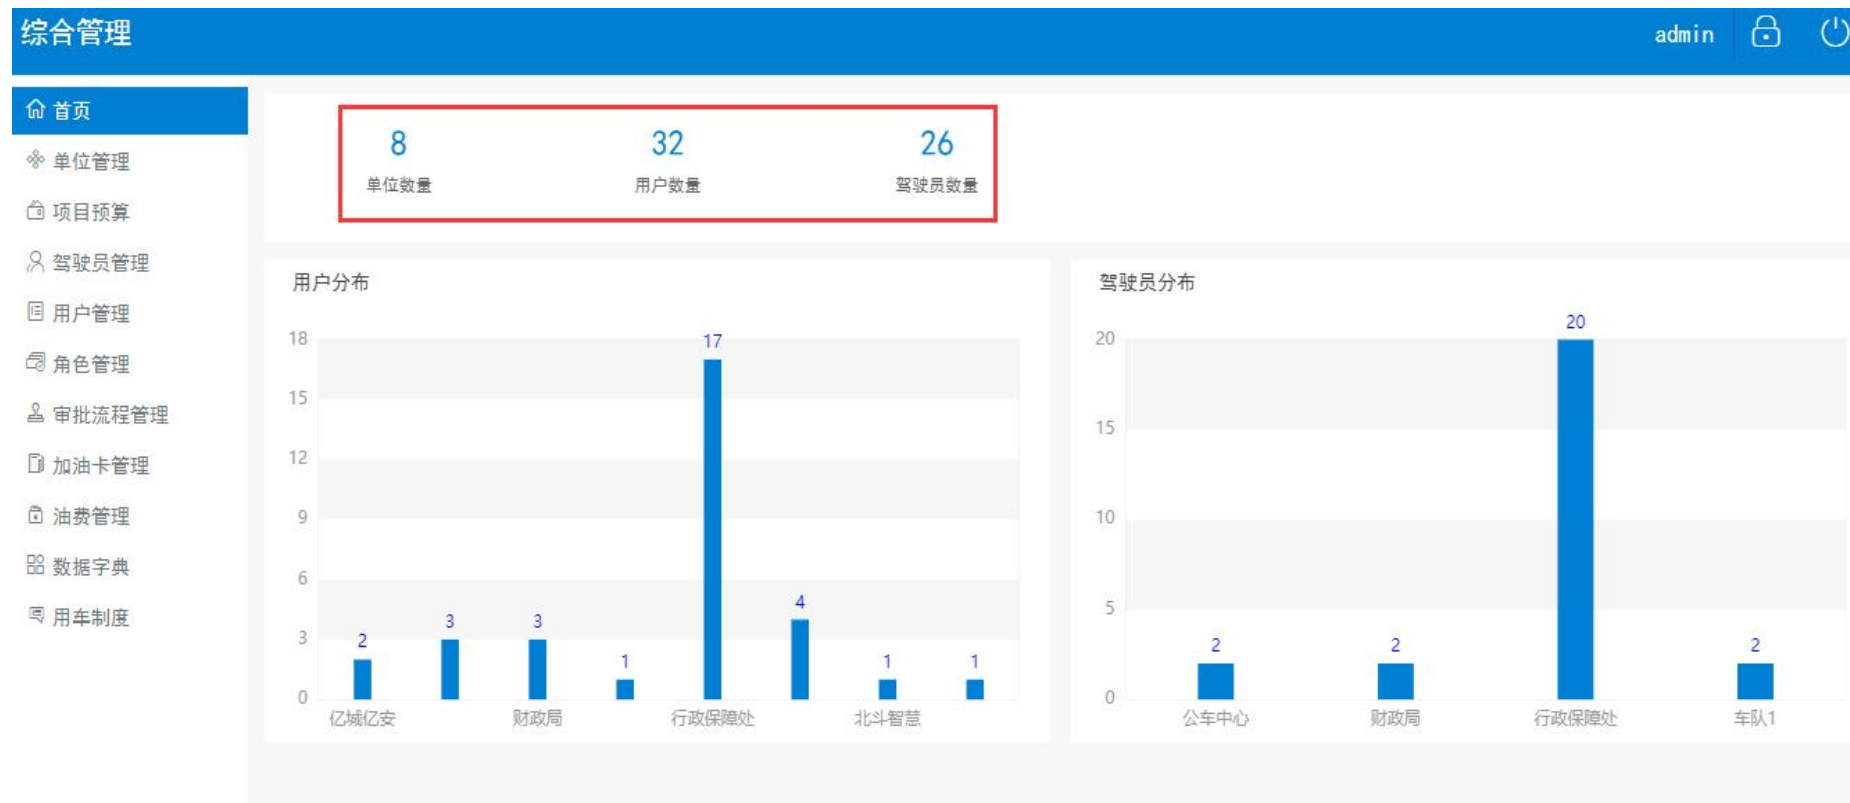 综合管理
admin
首页
单位管理
项目预算
驾驶员管理
用户管理
角色管理
审批流程管理
加油卡管理
油费管理
数据字典
用车制度
8
单位数量
32
用户数量
26
驾驶员数量
用户分布
18
15
12
9
6
3
0
2
3
3
1
17
4
1
1
亿城亿安
财政局
行政保障处
北斗智慧
驾驶员分布
20
15
10
5
0
2
2
20
2
公车中心
财政局
行政保障处
车队1